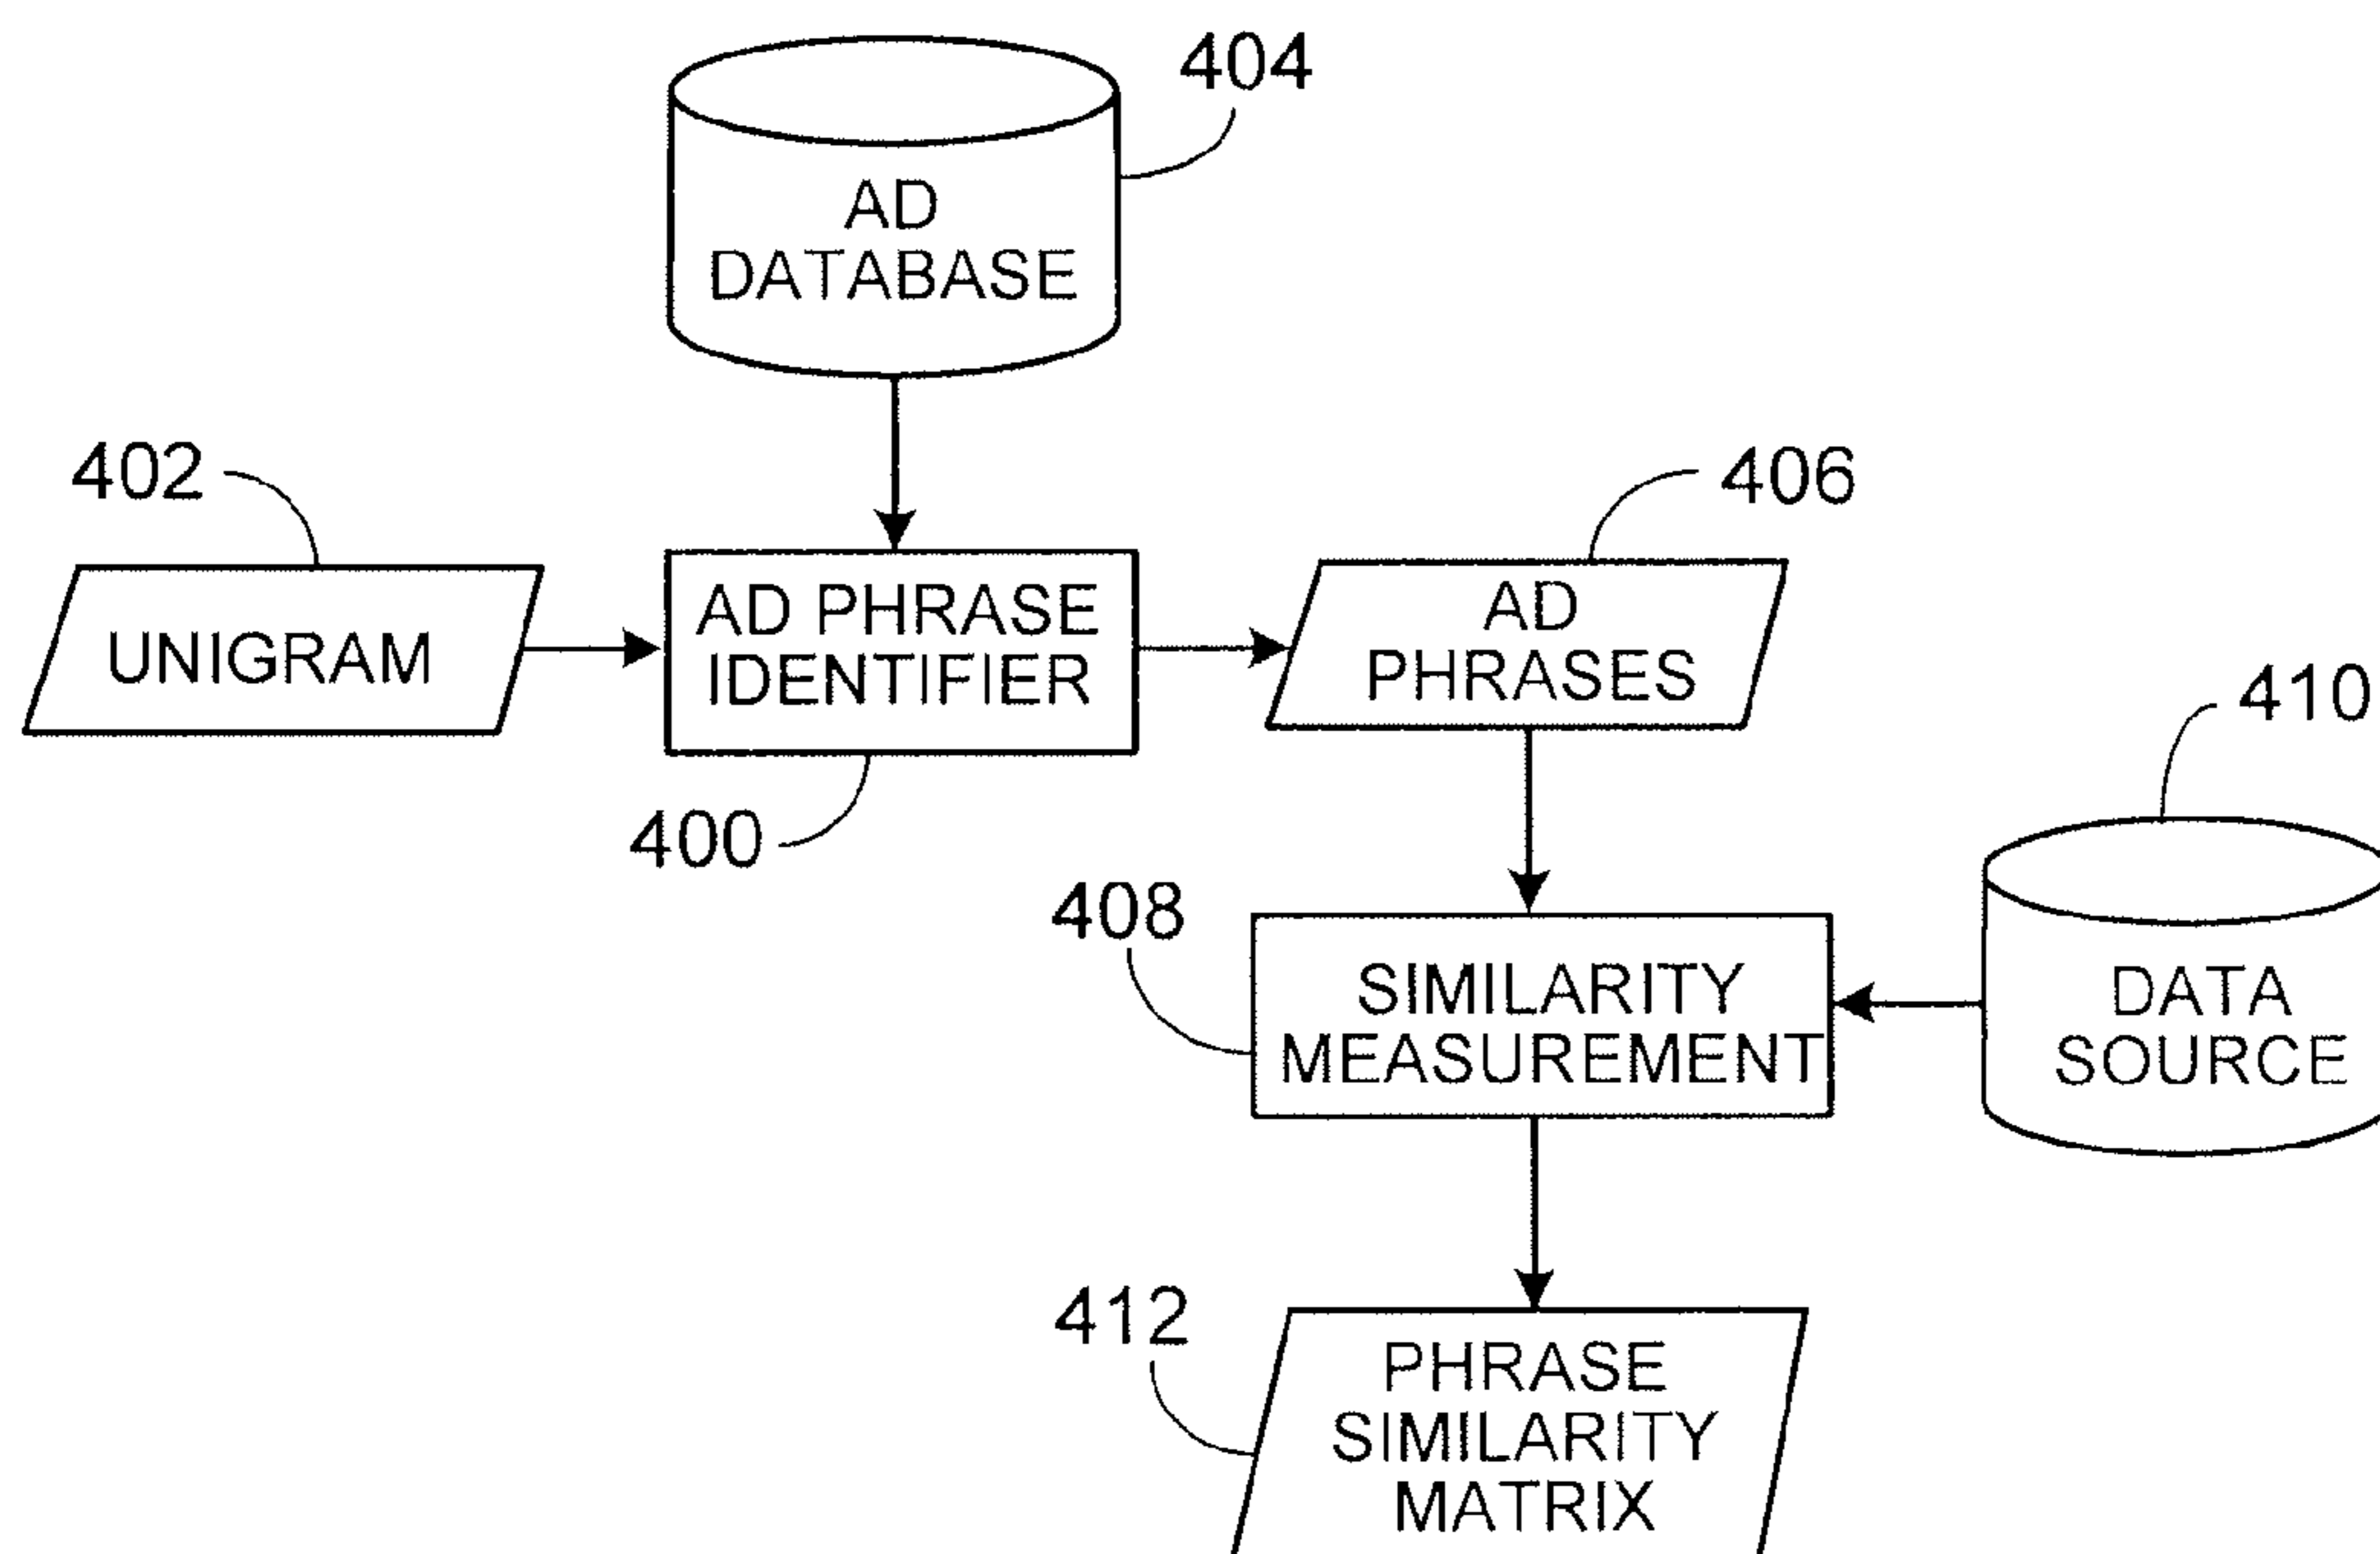 404
AD
DATABASE
402
406
UNIGRAM
AD PHRASE
IDENTIFIER
AD
PHRASES
410
400
408
SIMILARITY
MEASUREMENT
DATA
SOURCE
412
PHRASE
SIMILARITY
MATRIX